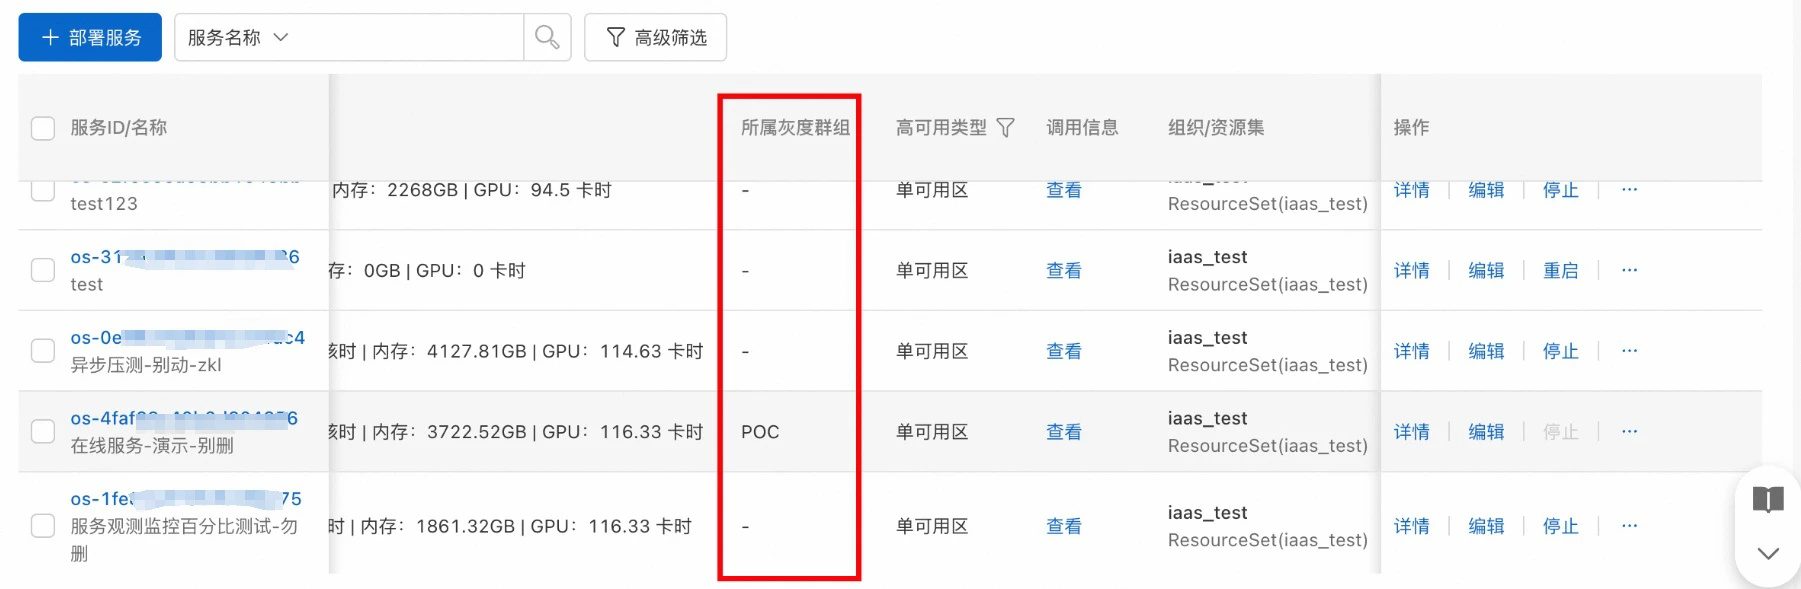 部署服务
服务名称
高级筛选
服务ID/名称
所属灰度群组
高可用类型
调用信息
组织/资源集
操作
test123
内存：2268GB | GPU：94.5 卡时
-
单可用区
查看
ResourceSet(iaas_test)
详情
编辑
停止
...
os-31
36
test
存：0GB | GPU：0 卡时
-
单可用区
查看
iaas_test
ResourceSet(iaas_test)
详情
编辑
重启
...
os-0e
c4
异步压测-别动-zkl
核时 | 内存：4127.81GB | GPU：114.63 卡时
-
单可用区
查看
iaas_test
ResourceSet(iaas_test)
详情
编辑
停止
...
os-4faf
6
在线服务-演示-别删
核时 | 内存：3722.52GB | GPU：116.33 卡时
POC
单可用区
查看
iaas_test
ResourceSet(iaas_test)
详情
编辑
停止
...
os-1fe
75
服务观测监控百分比测试-勿
删
时 | 内存：1861.32GB | GPU：116.33 卡时
-
单可用区
查看
iaas_test
ResourceSet(iaas_test)
详情
编辑
停止
...